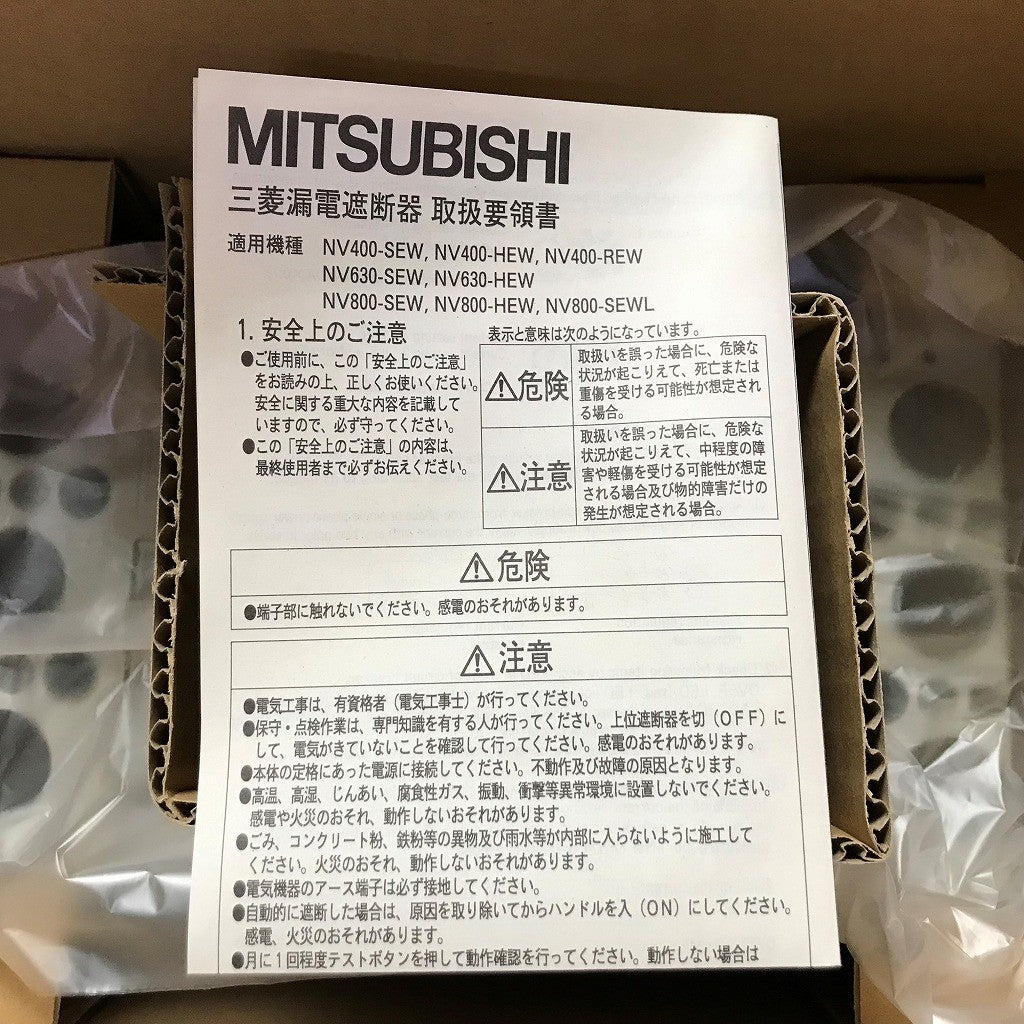 MITSUBISHI
三菱漏電遮断器 取扱要領書
適用機種 NV400-SEW, NV400-HEW, NV400-REW
NV630-SEW, NV630-HEW
NV800-SEW, NV800-HEW, NV800-SEWL
1. 安全上のご注意
●ご使用前に、この「安全上のご注意」
をお読みの上、正しくお使いください。
安全に関する重大な内容を記載して
いますので、必ず守ってください。
●この「安全上のご注意」の内容は、
最終使用者まで必ずお伝えください。
表示と意味は次のようになっています。
⚠危険
取扱いを誤った場合に、危険な
状況が起こりえて、死亡または
重傷を受ける可能性が想定され
る場合。
⚠注意
取扱いを誤った場合に、危険な
状況が起こりえて、中程度の障
害や軽傷を受ける可能性が想定
される場合及び物的障害だけの
発生が想定される場合。
⚠危険
●端子部に触れないでください。感電のおそれがあります。
⚠注意
●電気工事は、有資格者（電気工事士）が行ってください。
●保守・点検作業は、専門知識を有する人が行ってください。上位遮断器を切（OFF）に
して、電気がきていないことを確認して行ってください。感電のおそれがあります。
●本体の定格にあった電源に接続してください。不動作及び故障の原因となります。
●高温、高湿、じんあい、腐食性ガス、振動、衝撃等異常環境に設置しないでください。
感電や火災のおそれ、動作しないおそれがあります。
●ごみ、コンクリート粉、鉄粉等の異物及び雨水等が内部に入らないように施工して
ください。火災のおそれ、動作しないおそれがあります。
●電気機器のアース端子は必ず接地してください。
●自動的に遮断した場合は、原因を取り除いてからハンドルを入（ON）にしてください。
感電、火災のおそれがあります。
●月に１回程度テストボタンを押して動作確認を行ってください。動作しない場合は